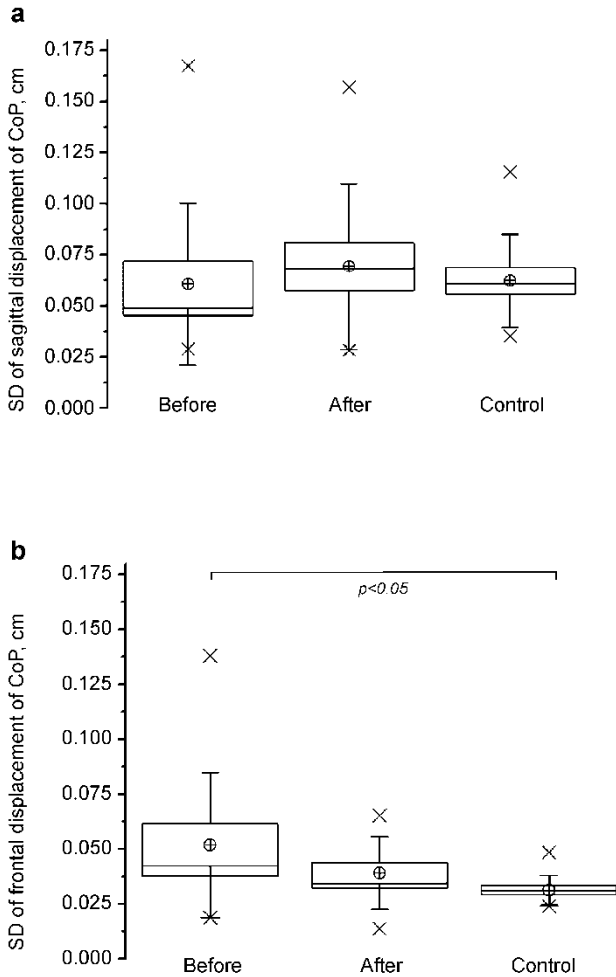 a
SD of sagittal displacement of CoP, cm
0.175
0.150
0.125
0.100
0.075
0.050
0.025
0.000
Before After Control
b
SD of frontal displacement of CoP, cm
0.175
0.150
0.125
0.100
0.075
0.050
0.025
0.000
p<0.05
Before After Control